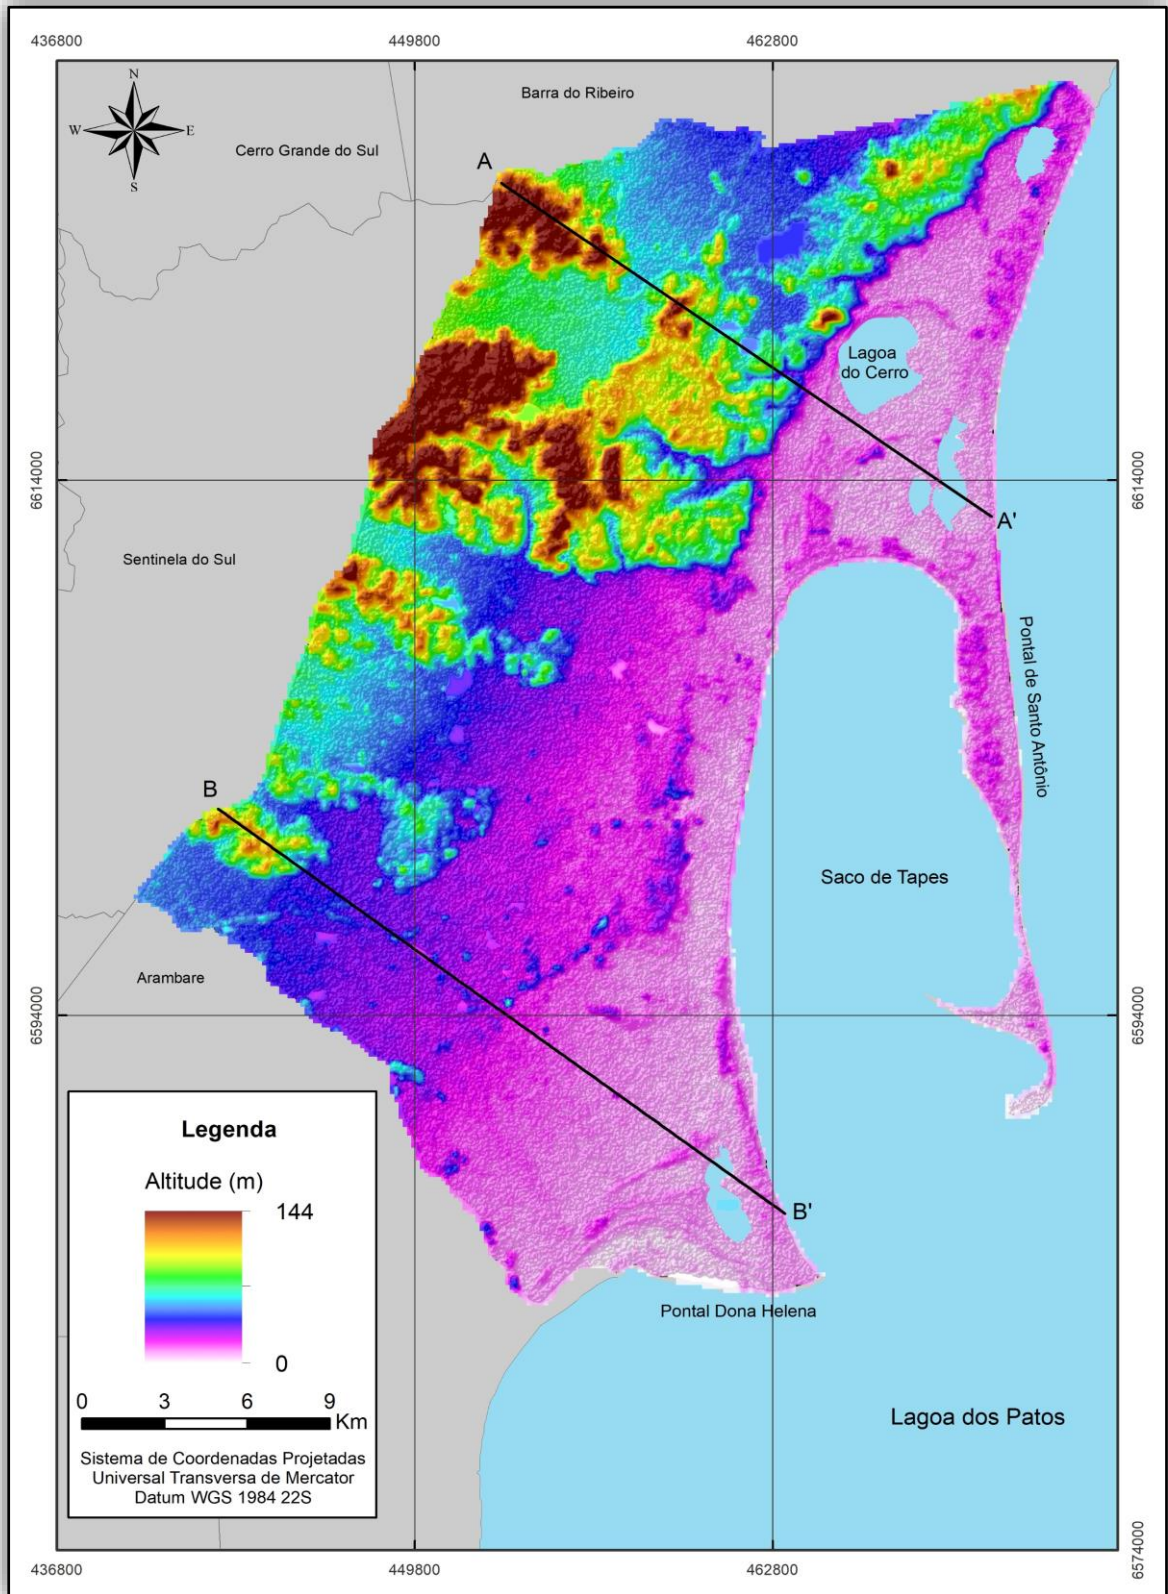 436800
449800
462800
N
W
E
S
Barra do Ribeiro
Cerro Grande do Sul
A
Lagoa
do Cerro
6614000
6614000
A'
Sentinela do Sul
Pontal de Santo Antônio
B
Saco de Tapes
Arambare
6594000
6594000
Legenda
Altitude (m)
144
0
B'
Pontal Dona Helena
0
3
6
9
Km
Lagoa dos Patos
Sistema de Coordenadas Projetadas
Universal Transversa de Mercator
Datum WGS 1984 22S
6574000
436800
449800
462800